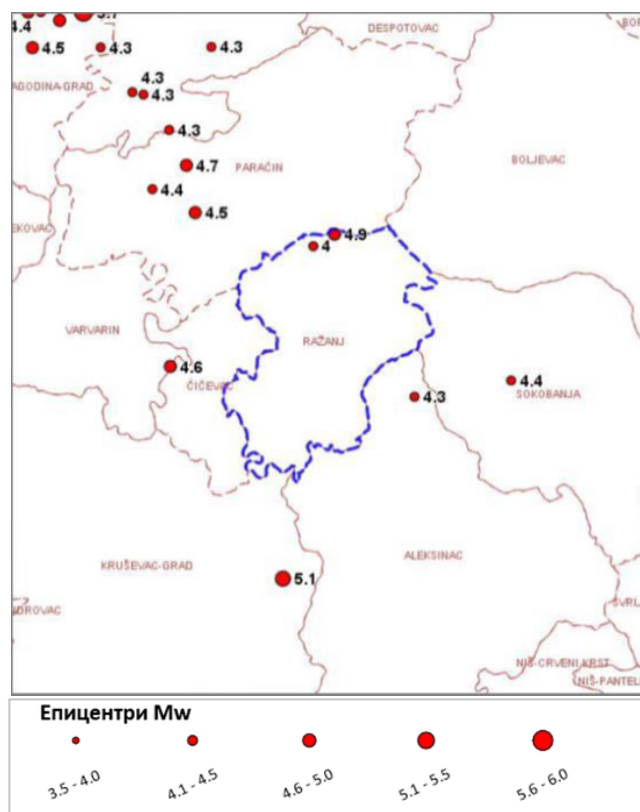 DESPOTOVAC
4.4
4.5
4.3
4.3
4.3
AGODINA-GRAD
4.3
4.3
4.7
PARAĆIN
BOLJEVAC
4.4
4.5
EKOVAC
4.9
4
VARVARIN
RAŽANJ
4.6
ĆIĆEVAC
4.4
4.3
SOKOBANJA
ALEKSINAC
KRUŠEVAC-GRAD
5.1
NDROVAC
SVRL
NIŠ-CRVENI KRST
NIŠ-PANTEL
Епицентри Mw
3.5 - 4.0
4.1 - 4.5
4.6 - 5.0
5.1 - 5.5
5.6 - 6.0